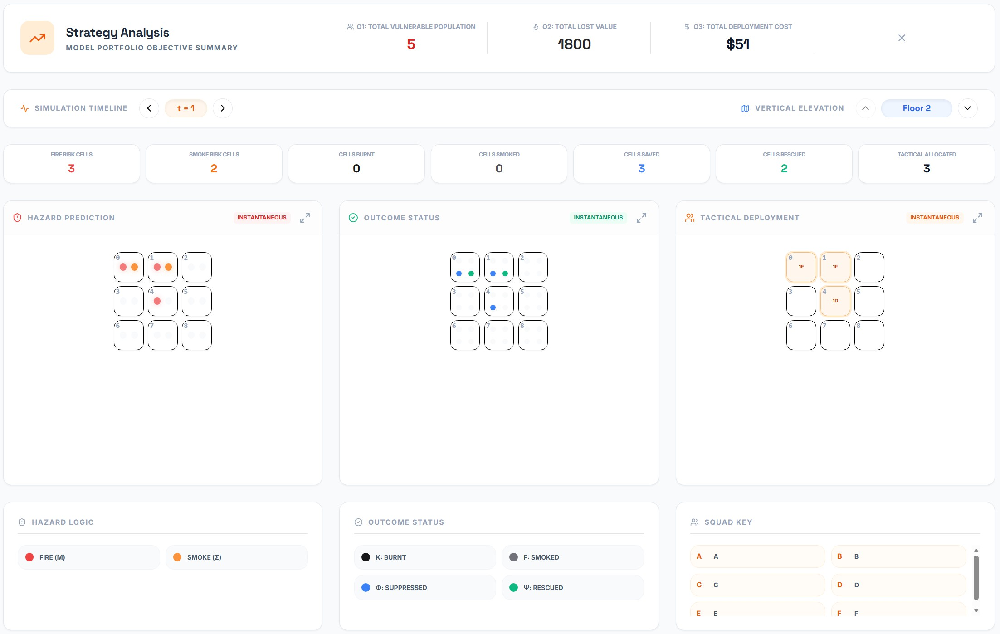 Strategy Analysis
MODEL PORTFOLIO OBJECTIVE SUMMARY
O1: TOTAL VULNERABLE POPULATION
5
O2: TOTAL LOST VALUE
1800
O3: TOTAL DEPLOYMENT COST
$51
SIMULATION TIMELINE
t = 1
VERTICAL ELEVATION
Floor 2
FIRE RISK CELLS
3
SMOKE RISK CELLS
2
CELLS BURNT
0
CELLS SMOKED
0
CELLS SAVED
3
CELLS RESCUED
2
TACTICAL ALLOCATED
3
HAZARD PREDICTION
INSTANTANEOUS
0 1 2
3 4 5
6 7 8
OUTCOME STATUS
INSTANTANEOUS
0 1 2
3 4 5
6 7 8
TACTICAL DEPLOYMENT
INSTANTANEOUS
0 1 2
1E 1F
3 4 5
1D
6 7 8
HAZARD LOGIC
FIRE (M)
SMOKE (Σ)
OUTCOME STATUS
K: BURNT
F: SMOKED
Φ: SUPPRESSED
Ψ: RESCUED
SQUAD KEY
A A
B B
C C
D D
E E
F F